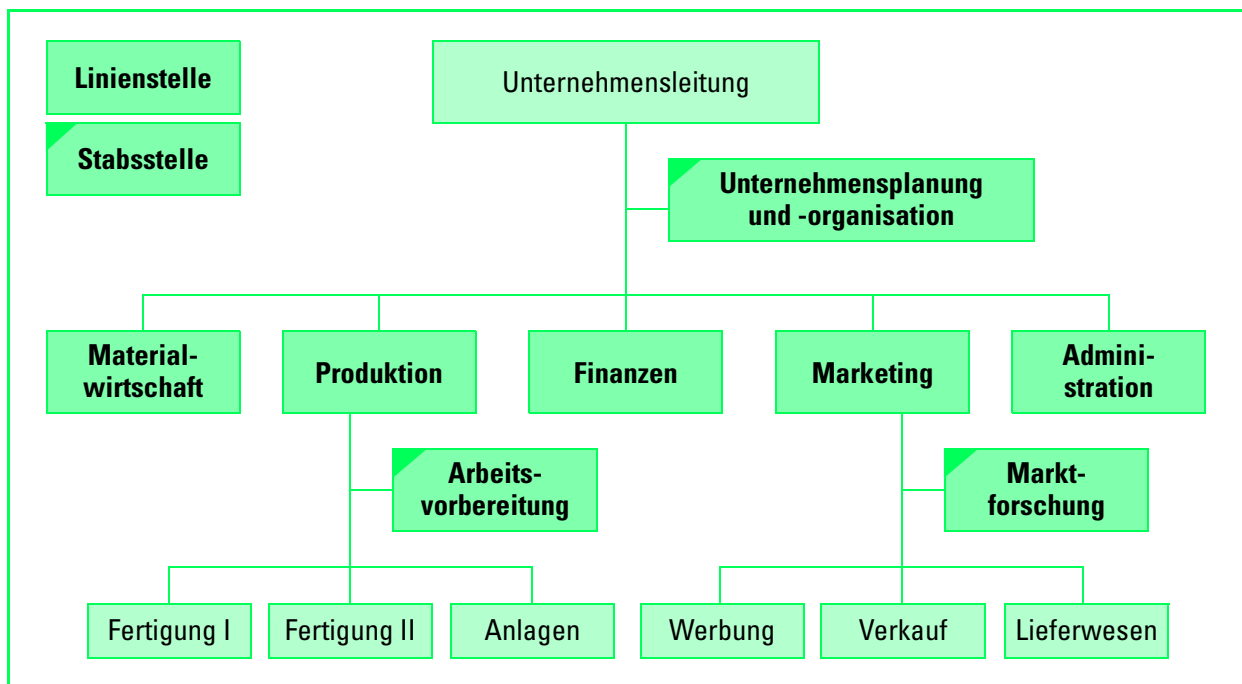 Linienstelle
Unternehmensleitung
Stabsstelle
Unternehmensplanung
und -organisation
Material-
wirtschaft
Produktion
Finanzen
Marketing
Admini-
stration
Arbeits-
vorbereitung
Markt-
forschung
Fertigung I
Fertigung II
Anlagen
Werbung
Verkauf
Lieferwesen